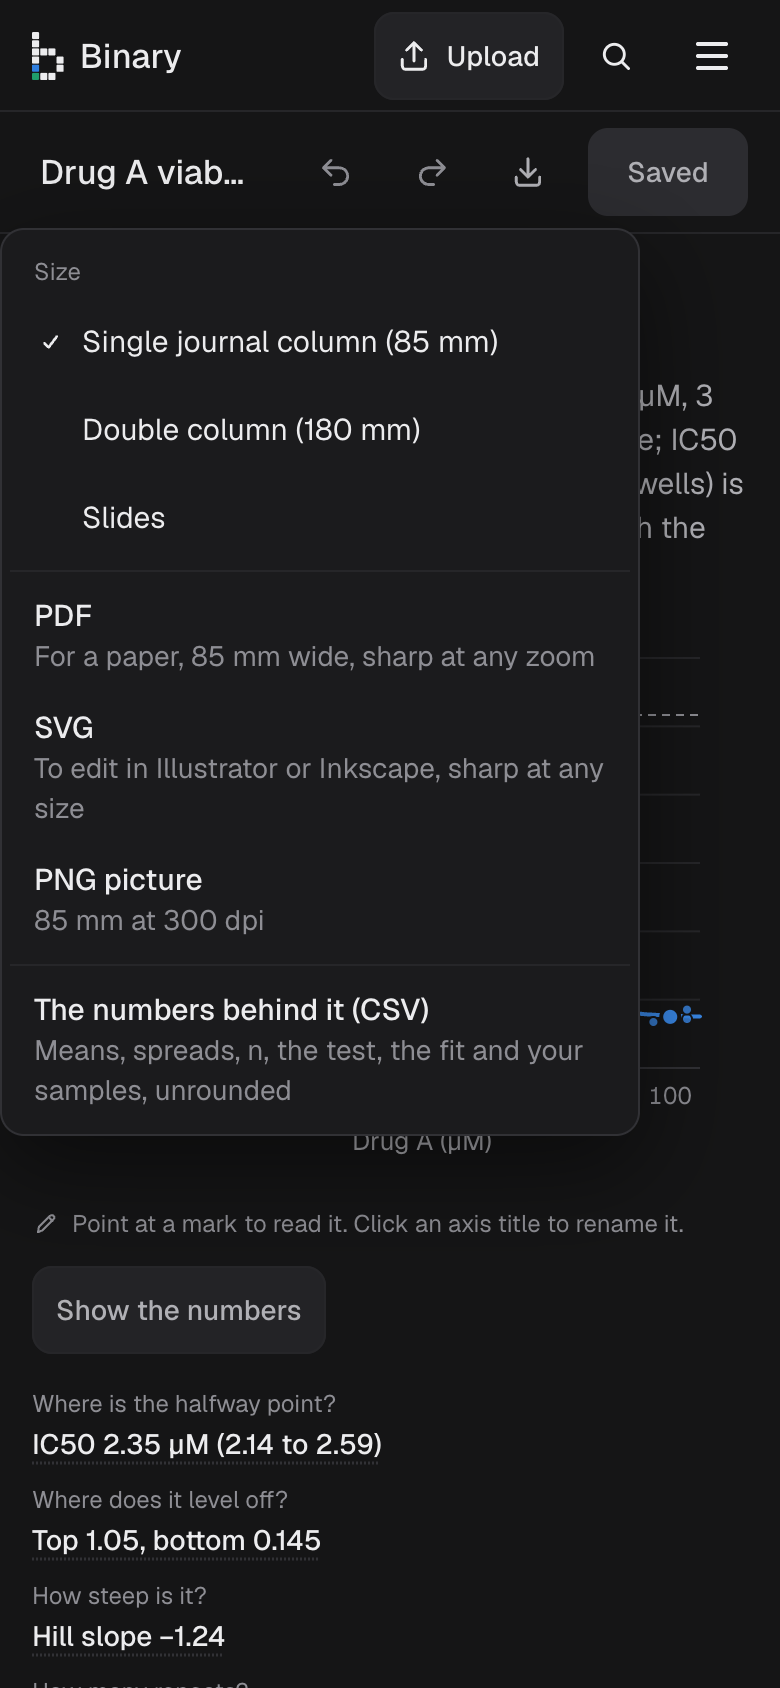 Binary
Upload
Drug A viab...
Saved
Size
Single journal column (85 mm)
Double column (180 mm)
Slides
PDF
For a paper, 85 mm wide, sharp at any zoom
SVG
To edit in Illustrator or Inkscape, sharp at any
size
PNG picture
85 mm at 300 dpi
The numbers behind it (CSV)
Means, spreads, n, the test, the fit and your
samples, unrounded
µM, 3
e; IC50
wells) is
the
100
Drug A (µM)
Point at a mark to read it. Click an axis title to rename it.
Show the numbers
Where is the halfway point?
IC50 2.35 µM (2.14 to 2.59)
Where does it level off?
Top 1.05, bottom 0.145
How steep is it?
Hill slope −1.24